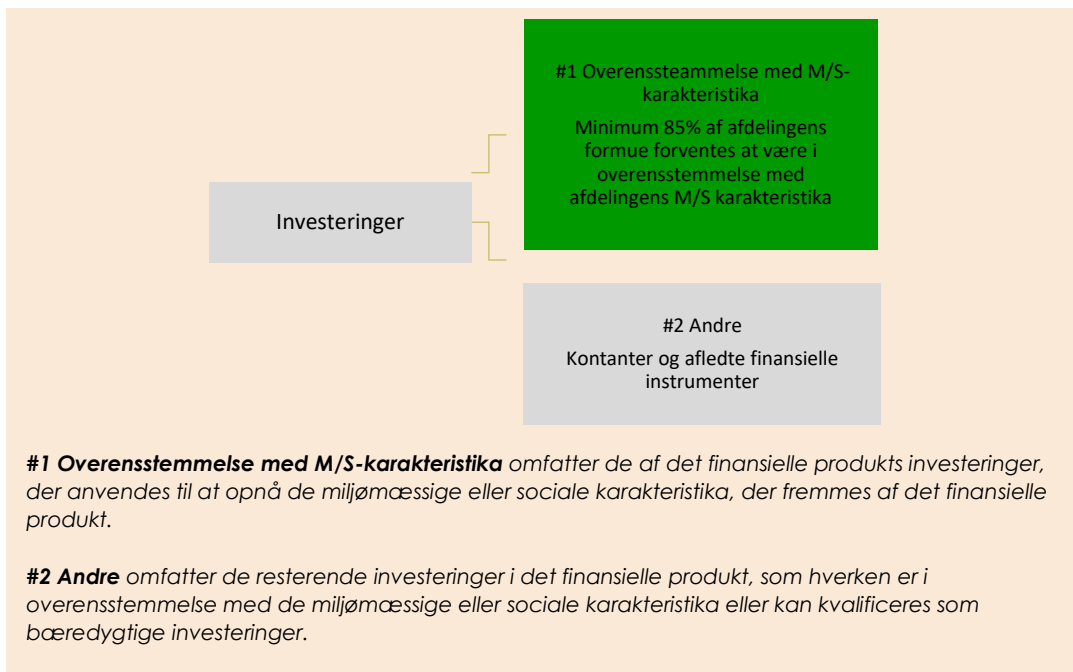 #1 Overenssteammelse med M/S-
karakteristika
Minimum 85% af afdelingens
formue forventes at være i
overensstemmelse med
afdelingens M/S karakteristika
Investeringer
#2 Andre
Kontanter og afledte finansielle
instrumenter
#1 Overensstemmelse med M/S-karakteristika omfatter de af det finansielle produkts investeringer,
der anvendes til at opnå de miljømæssige eller sociale karakteristika, der fremmes af det finansielle
produkt.
#2 Andre omfatter de resterende investeringer i det finansielle produkt, som hverken er i
overensstemmelse med de miljømæssige eller sociale karakteristika eller kan kvalificeres som
bæredygtige investeringer.